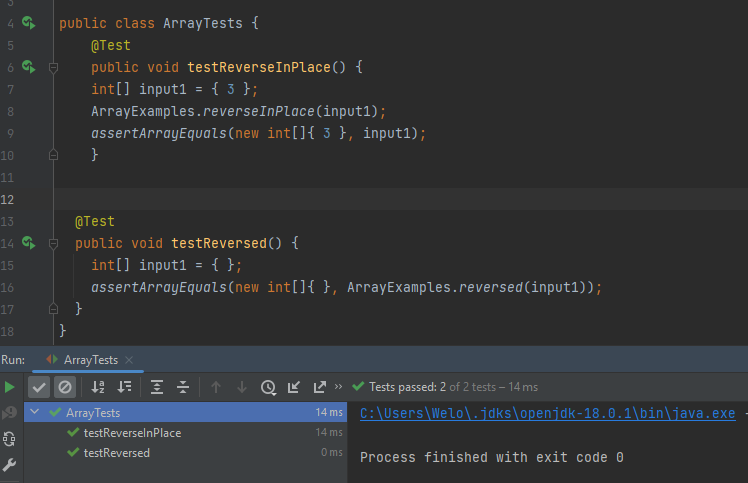 3
4 public class ArrayTests {
5 @Test
6 public void testReverseInPlace() {
7 int[] input1 = { 3 };
8 ArrayExamples.reverseInPlace(input1);
9 assertArrayEquals(new int[]{ 3 }, input1);
10 }
11
12
13 @Test
14 public void testReversed() {
15 int[] input1 = { };
16 assertArrayEquals(new int[]{ }, ArrayExamples.reversed(input1));
17 }
18 }
Run: ArrayTests
Tests passed: 2 of 2 tests – 14 ms
ArrayTests 14 ms
testReverseInPlace 14 ms
testReversed 0 ms
C:\Users\Welo\.jdks\openjdk-18.0.1\bin\java.exe
Process finished with exit code 0